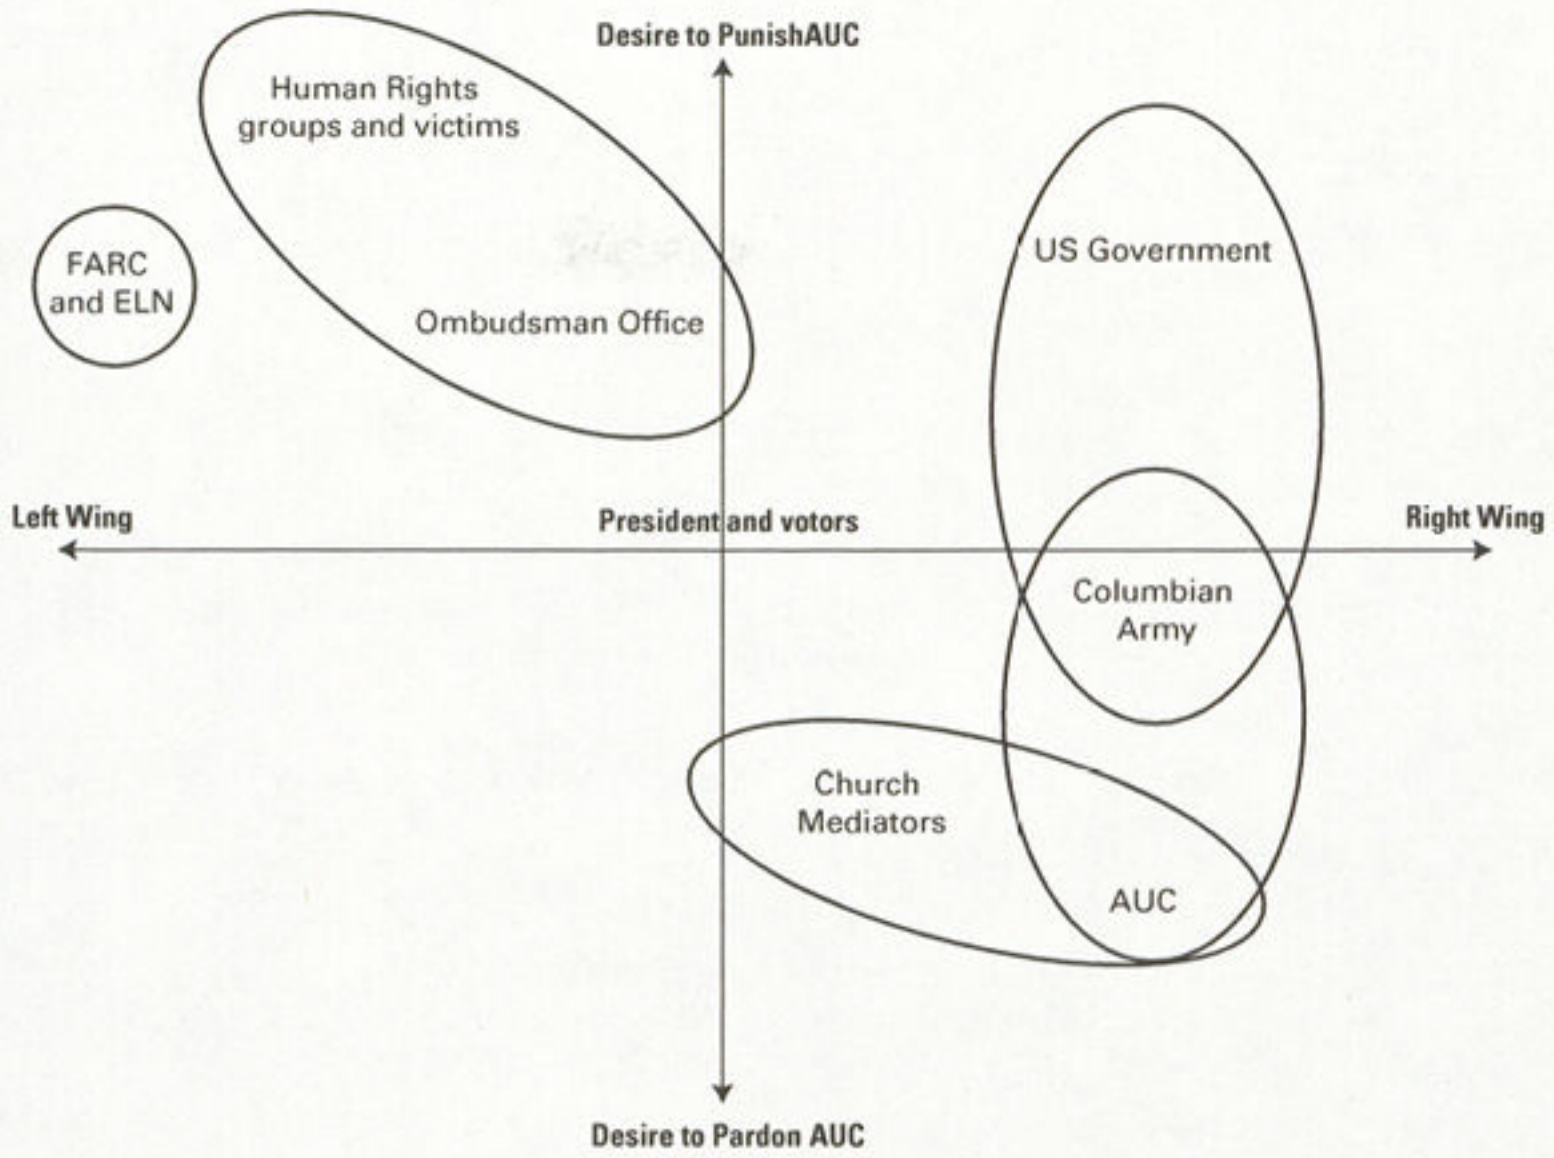 Desire to PunishAUC
Human Rights
groups and victims
US Government
FARC
and ELN
Ombudsman Office
Left Wing
President and votors
Right Wing
Columbian
Army
Church
Mediators
AUC
Desire to Pardon AUC